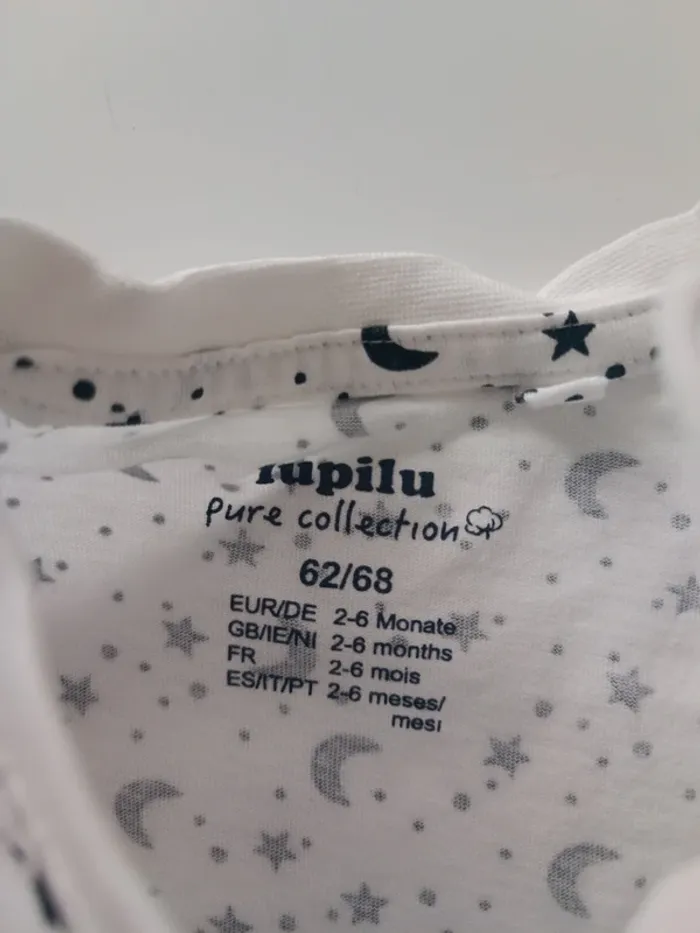 lupilu
pure collection
62/68
EUR/DE 2-6 Monate
GB/IE/NI 2-6 months
FR 2-6 mois
ES/IT/PT 2-6 meses/
mesi